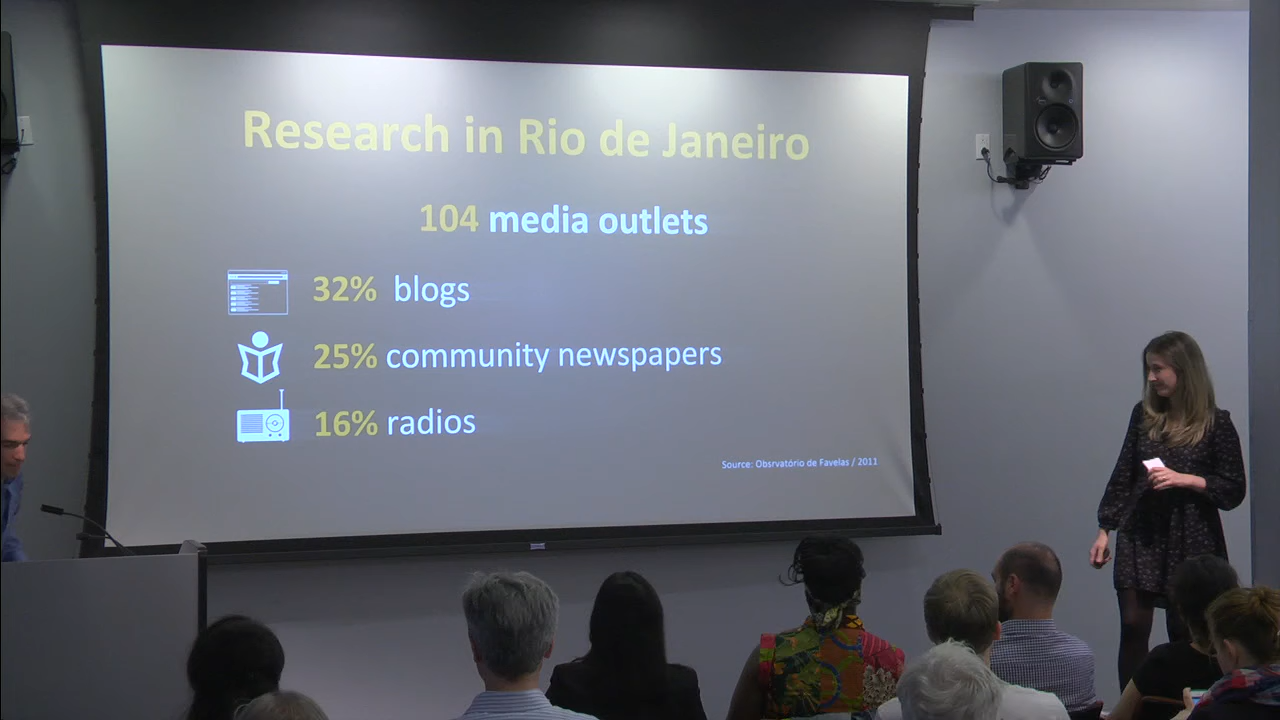 Research in Rio de Janeiro
104 media outlets
32% blogs
25% community newspapers
16% radios
Source: Obsrvatório de Favelas / 2011